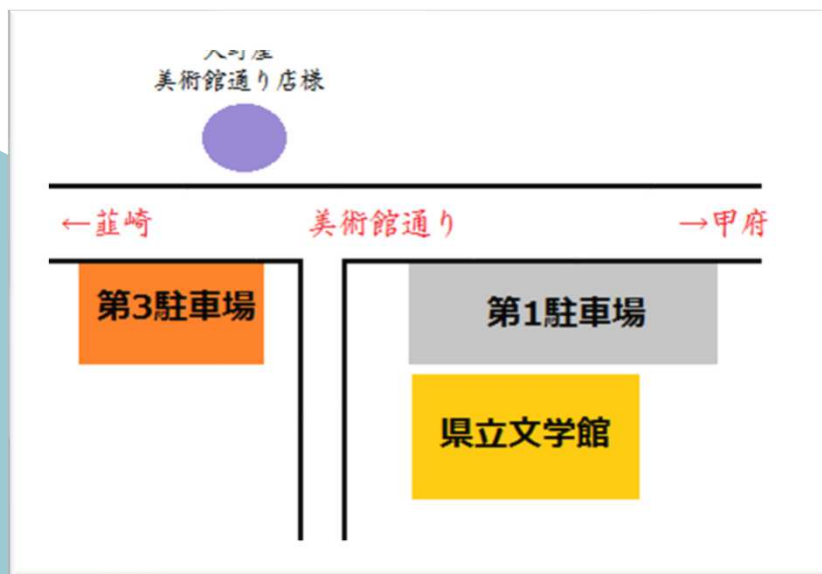 美術館通り店様
←韮崎
美術館通り
→甲府
第3駐車場
第1駐車場
県立文学館